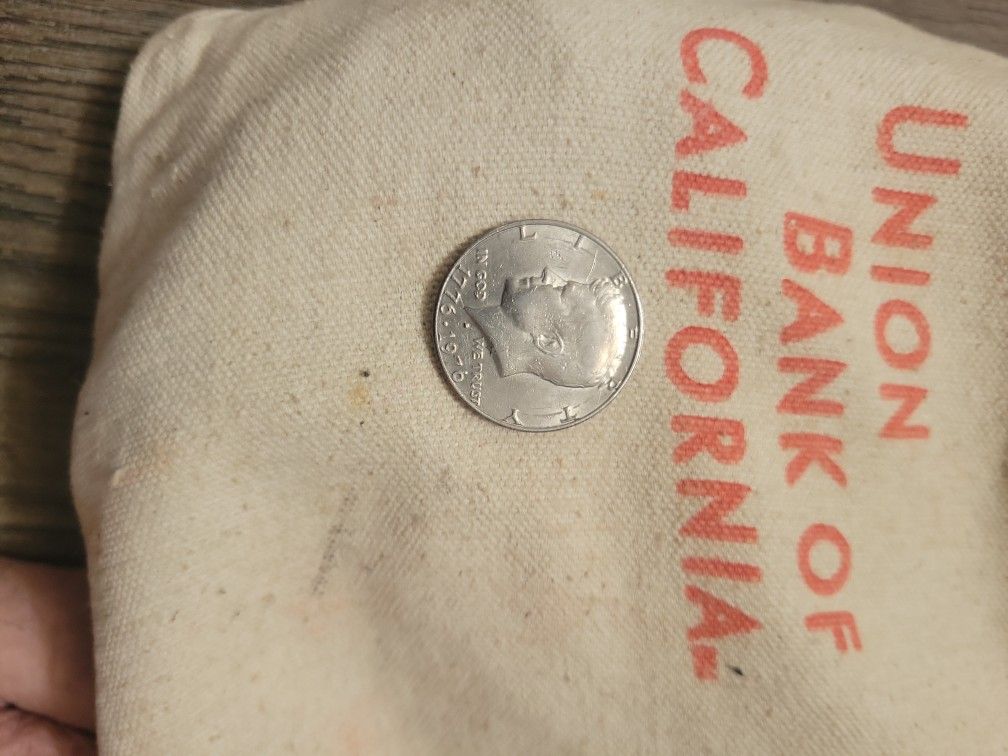 UNION
BANK OF
CALIFORNIA
LIBERTY
IN GOD WE TRUST
1776·1976